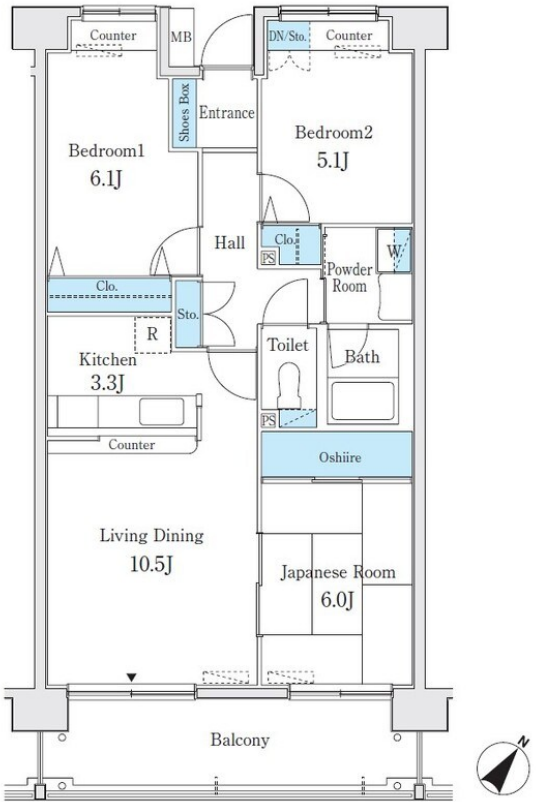 Counter
MB
DN/Sto.
Counter
Shoes Box
Entrance
Bedroom1
6.1J
Bedroom2
5.1J
Hall
Clo.
PS
W
Powder
Room
Clo.
Sto.
R
Kitchen
3.3J
Toilet
Bath
PS
Counter
Oshiire
Living Dining
10.5J
Japanese Room
6.0J
Balcony
N